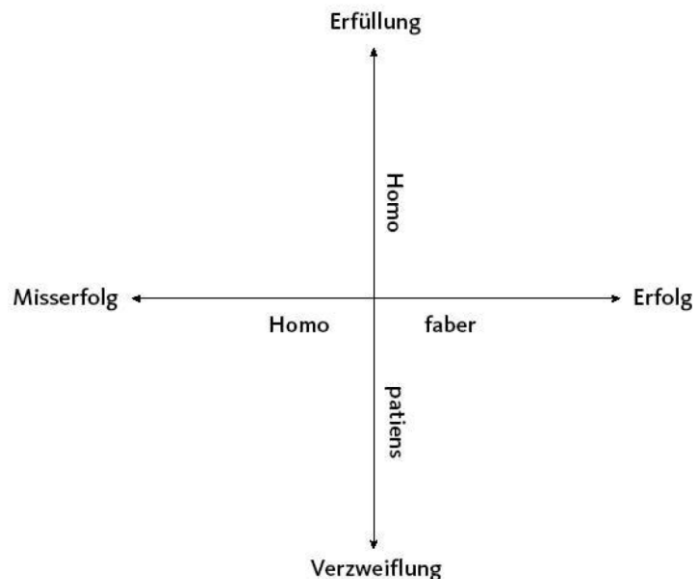 Erfüllung
Homo
Misserfolg
Erfolg
Homo faber
patiens
Verzweiflung